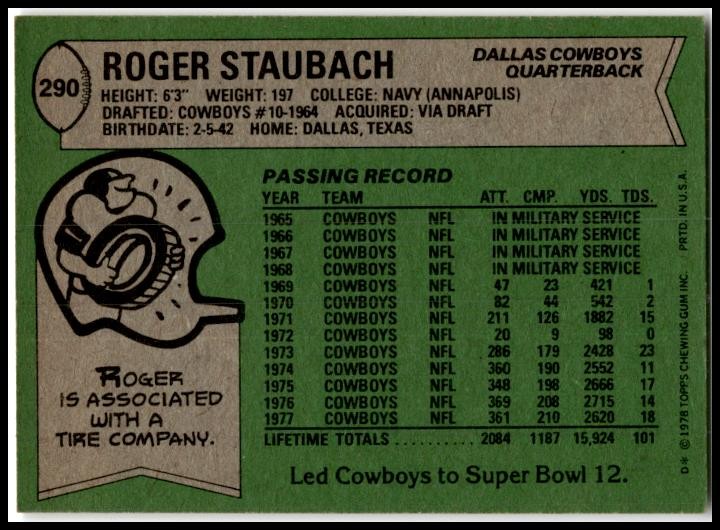 290
ROGER STAUBACH
DALLAS COWBOYS
QUARTERBACK
HEIGHT: 6'3" WEIGHT: 197 COLLEGE: NAVY (ANNAPOLIS)
DRAFTED: COWBOYS #10-1964 ACQUIRED: VIA DRAFT
BIRTHDATE: 2-5-42 HOME: DALLAS, TEXAS
PASSING RECORD
YEAR TEAM ATT. CMP. YDS. TDS.
1965 COWBOYS NFL IN MILITARY SERVICE
1966 COWBOYS NFL IN MILITARY SERVICE
1967 COWBOYS NFL IN MILITARY SERVICE
1968 COWBOYS NFL IN MILITARY SERVICE
1969 COWBOYS NFL 47 23 421 1
1970 COWBOYS NFL 82 44 542 2
1971 COWBOYS NFL 211 126 1882 15
1972 COWBOYS NFL 20 9 98 0
1973 COWBOYS NFL 286 179 2428 23
1974 COWBOYS NFL 360 190 2552 11
1975 COWBOYS NFL 348 198 2666 17
1976 COWBOYS NFL 369 208 2715 14
1977 COWBOYS NFL 361 210 2620 18
LIFETIME TOTALS .......... 2084 1187 15,924 101
Led Cowboys to Super Bowl 12.
ROGER
IS ASSOCIATED
WITH A
TIRE COMPANY.
D* © 1978 TOPPS CHEWING GUM INC. PRTD. IN U.S.A.